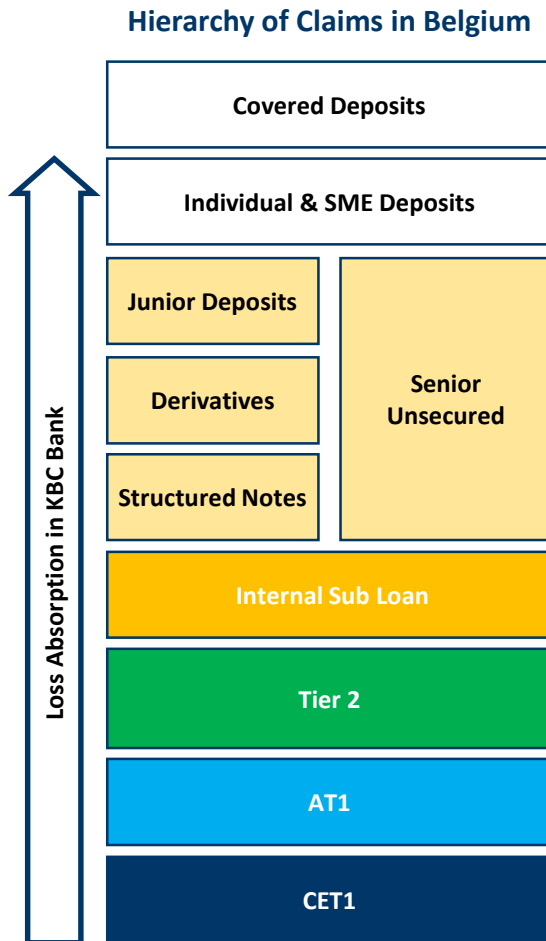 Hierarchy of Claims in Belgium
Covered Deposits
Individual & SME Deposits
Junior Deposits
Derivatives
Structured Notes
Senior
Unsecured
Internal Sub Loan
Tier 2
AT1
CET1
Loss Absorption in KBC Bank